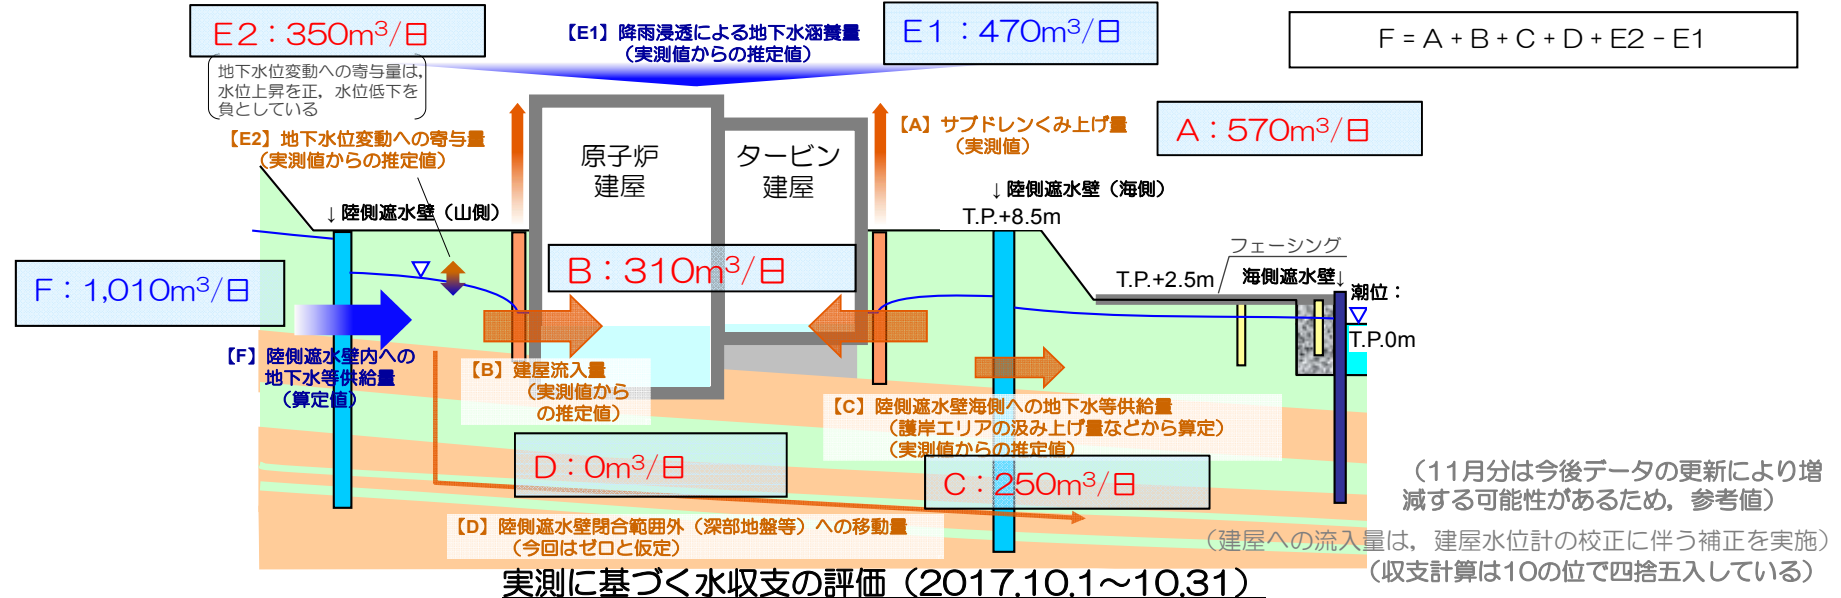 E2：350m³/日
【E1】降雨浸透による地下水涵養量
（実測値からの推定値）
E1：470m³/日
F = A + B + C + D + E2 − E1
地下水位変動への寄与量は，
水位上昇を正，水位低下を
負としている
【E2】地下水位変動への寄与量
（実測値からの推定値）
原子炉
建屋
タービン
建屋
【A】サブドレンくみ上げ量
（実測値）
A：570m³/日
↓陸側遮水壁（山側）
↓陸側遮水壁（海側）
T.P.+8.5m
フェーシング
T.P.+2.5m
海側遮水壁↓
潮位：
T.P.0m
F：1,010m³/日
B：310m³/日
【F】陸側遮水壁内への
地下水等供給量
（算定値）
【B】建屋流入量
（実測値から
の推定値）
【C】陸側遮水壁海側への地下水等供給量
（護岸エリアの汲み上げ量などから算定）
（実測値からの推定値）
D：0m³/日
C：250m³/日
【D】陸側遮水壁閉合範囲外（深部地盤等）への移動量
（今回はゼロと仮定）
（11月分は今後データの更新により増
減する可能性があるため，参考値）
（建屋への流入量は，建屋水位計の校正に伴う補正を実施）
（収支計算は10の位で四捨五入している）
実測に基づく水収支の評価（2017.10.1～10.31）